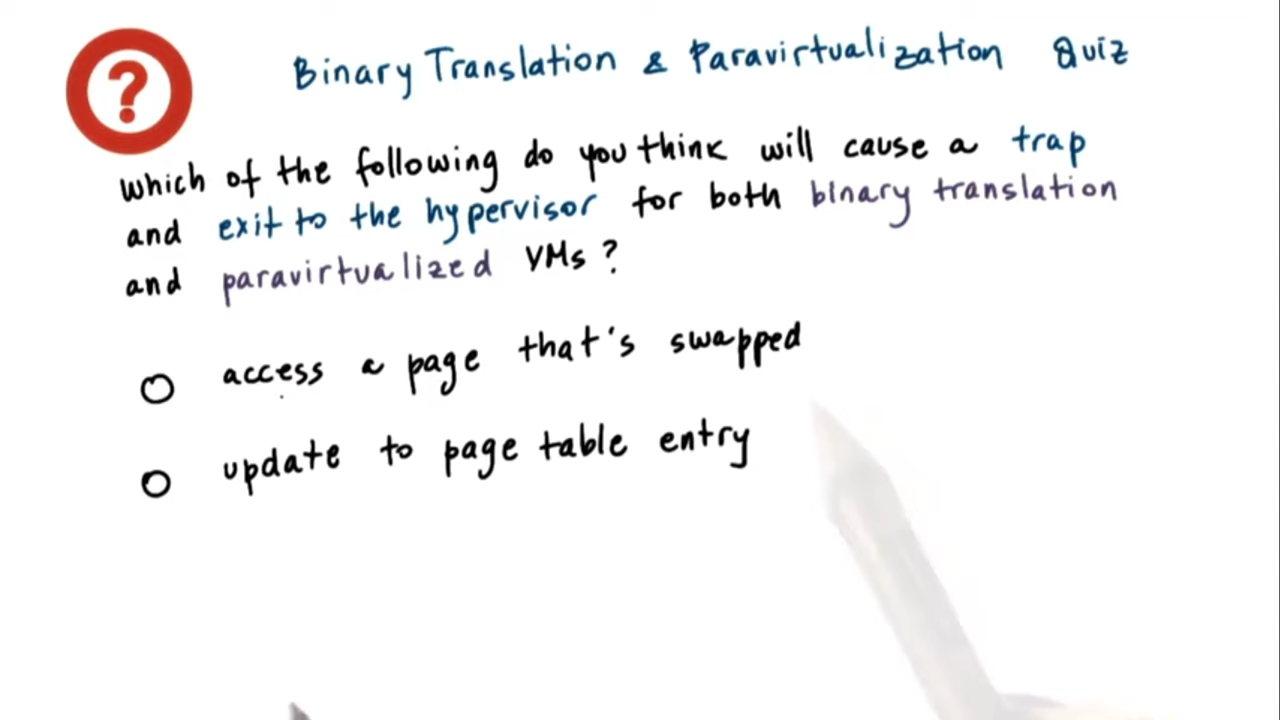 ?
Binary Translation & Paravirtualization Quiz
Which of the following do you think will cause a trap
and exit to the hypervisor for both binary translation
and paravirtualized VMs?
access a page that's swapped
update to page table entry